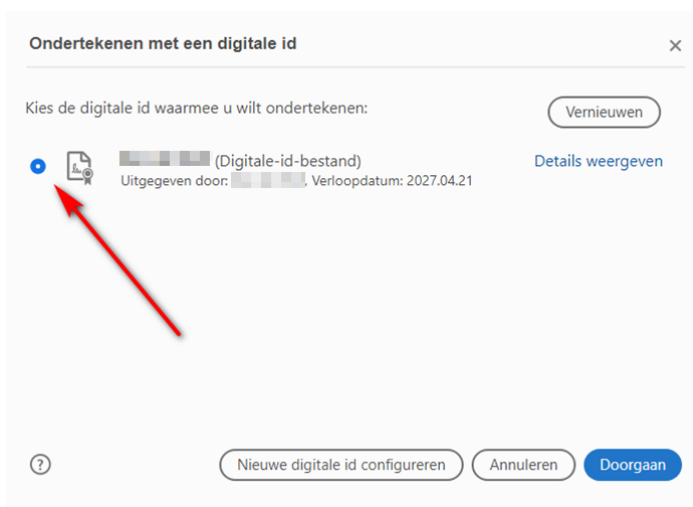 Ondertekenen met een digitale id
Kies de digitale id waarmee u wilt ondertekenen:
Vernieuwen
(Digitale-id-bestand)
Details weergeven
Uitgegeven door: , Verloopdatum: 2027.04.21
?
Nieuwe digitale id configureren
Annuleren
Doorgaan